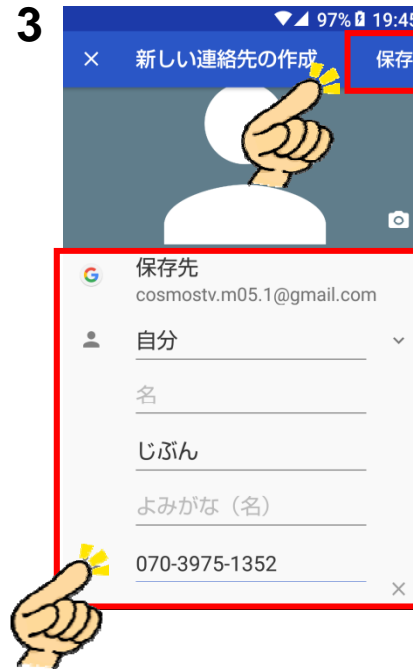 3
97% 19:45
× 新しい連絡先の作成 保存
G 保存先
cosmostv.m05.1@gmail.com
自分
名
じぶん
よみがな（名）
070-3975-1352